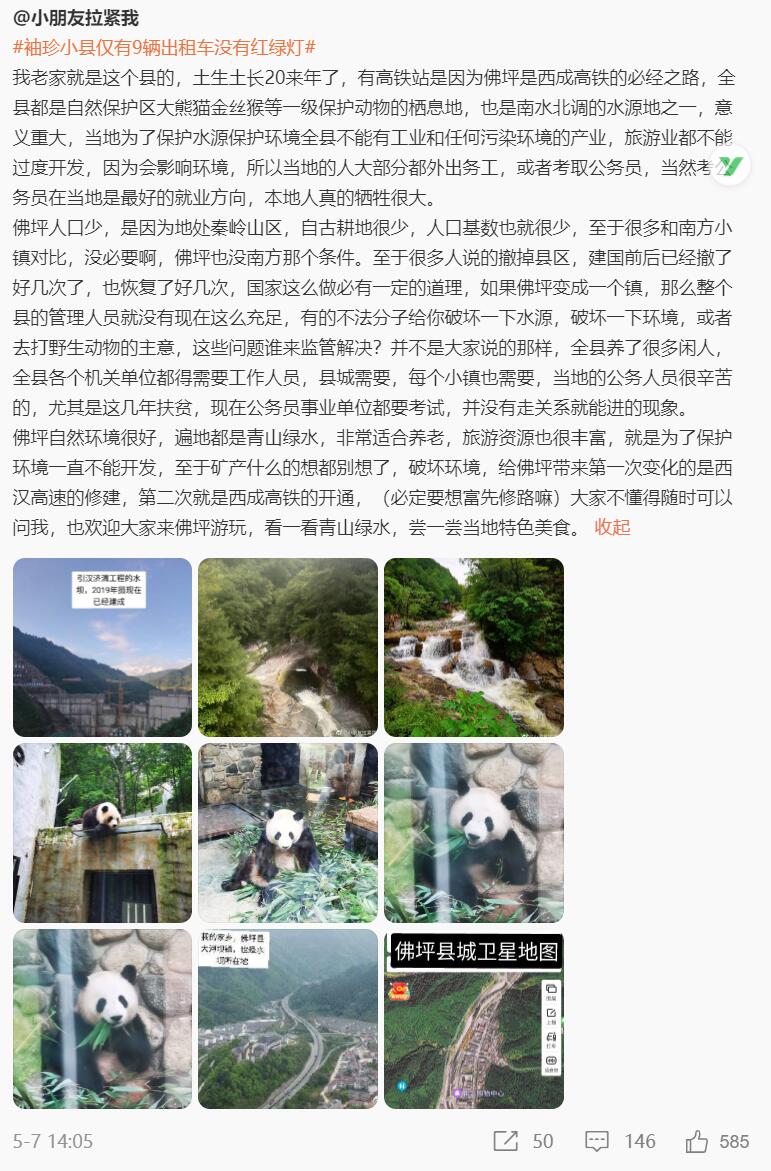 @小朋友拉紧我
#袖珍小县仅有9辆出租车没有红绿灯#
我老家就是这个县的，土生土长20来年了，有高铁站是因为佛坪是西成高铁的必经之路，全
县都是自然保护区大熊猫金丝猴等一级保护动物的栖息地，也是南水北调的水源地之一，意
义重大，当地为了保护水源保护环境全县不能有工业和任何污染环境的产业，旅游业都不能
过度开发，因为会影响环境，所以当地的人大部分都外出务工，或者考取公务员，当然考公
务员在当地是最好的就业方向，本地人真的牺牲很大。
佛坪人口少，是因为地处秦岭山区，自古耕地很少，人口基数也就很少，至于很多和南方小
镇对比，没必要啊，佛坪也没南方那个条件。至于很多人说的撤掉县区，建国前后已经撤了
好几次了，也恢复了好几次，国家这么做必有一定的道理，如果佛坪变成一个镇，那么整个
县的管理人员就没有现在这么充足，有的不法分子给你破坏一下水源，破坏一下环境，或者
去打野生动物的主意，这些问题谁来监管解决？并不是大家说的那样，全县养了很多闲人，
全县各个机关单位都得需要工作人员，县城需要，每个小镇也需要，当地的公务人员很辛苦
的，尤其是这几年扶贫，现在公务员事业单位都要考试，并没有走关系就能进的现象。
佛坪自然环境很好，遍地都是青山绿水，非常适合养老，旅游资源也很丰富，就是为了保护
环境一直不能开发，至于矿产什么的想都别想了，破坏环境，给佛坪带来第一次变化的是西
汉高速的修建，第二次就是西成高铁的开通，（必定要想富先修路嘛）大家不懂得随时可以
问我，也欢迎大家来佛坪游玩，看一看青山绿水，尝一尝当地特色美食。 收起
引汉济渭工程的水
坝，2019年摄现在
已经建成
我的家乡，佛坪县
大河坝镇，也是水
坝所在地
佛坪县城卫星地图
图层
上报
打车
5-7 14:05
50
146
585